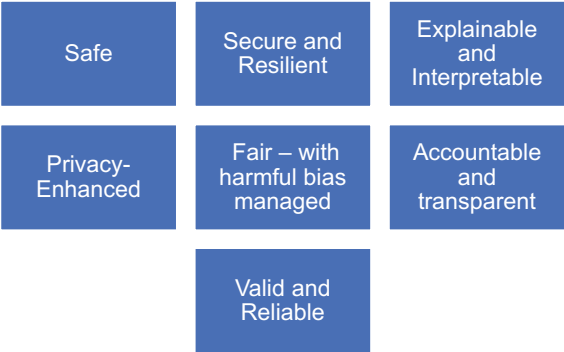 Safe
Secure and
Resilient
Explainable
and
Interpretable
Privacy-
Enhanced
Fair – with
harmful bias
managed
Accountable
and
transparent
Valid and
Reliable